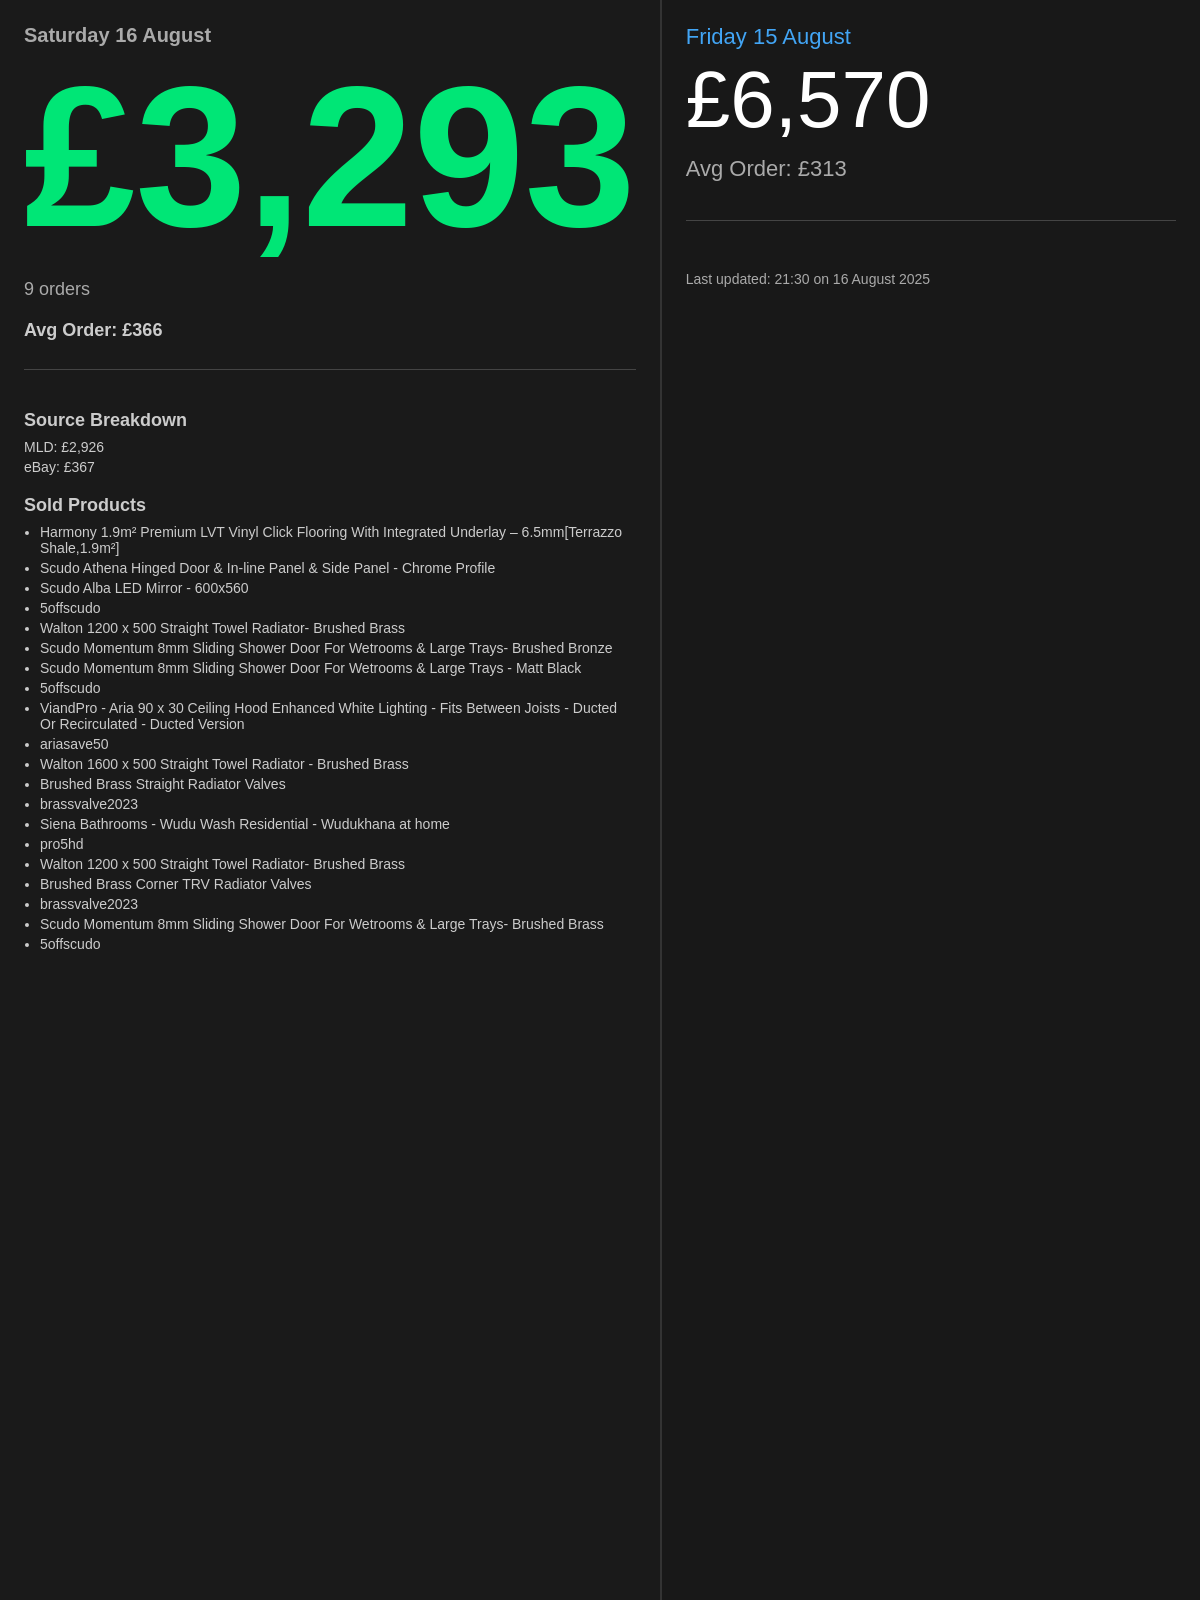 Saturday 16 August
£3,293
9 orders
Avg Order: £366
Source Breakdown
MLD: £2,926
eBay: £367
Sold Products
• Harmony 1.9m² Premium LVT Vinyl Click Flooring With Integrated Underlay – 6.5mm[Terrazzo
Shale,1.9m²]
• Scudo Athena Hinged Door & In-line Panel & Side Panel - Chrome Profile
• Scudo Alba LED Mirror - 600x560
• 5offscudo
• Walton 1200 x 500 Straight Towel Radiator- Brushed Brass
• Scudo Momentum 8mm Sliding Shower Door For Wetrooms & Large Trays- Brushed Bronze
• Scudo Momentum 8mm Sliding Shower Door For Wetrooms & Large Trays - Matt Black
• 5offscudo
• ViandPro - Aria 90 x 30 Ceiling Hood Enhanced White Lighting - Fits Between Joists - Ducted
Or Recirculated - Ducted Version
• ariasave50
• Walton 1600 x 500 Straight Towel Radiator - Brushed Brass
• Brushed Brass Straight Radiator Valves
• brassvalve2023
• Siena Bathrooms - Wudu Wash Residential - Wudukhana at home
• pro5hd
• Walton 1200 x 500 Straight Towel Radiator- Brushed Brass
• Brushed Brass Corner TRV Radiator Valves
• brassvalve2023
• Scudo Momentum 8mm Sliding Shower Door For Wetrooms & Large Trays- Brushed Brass
• 5offscudo
Friday 15 August
£6,570
Avg Order: £313
Last updated: 21:30 on 16 August 2025